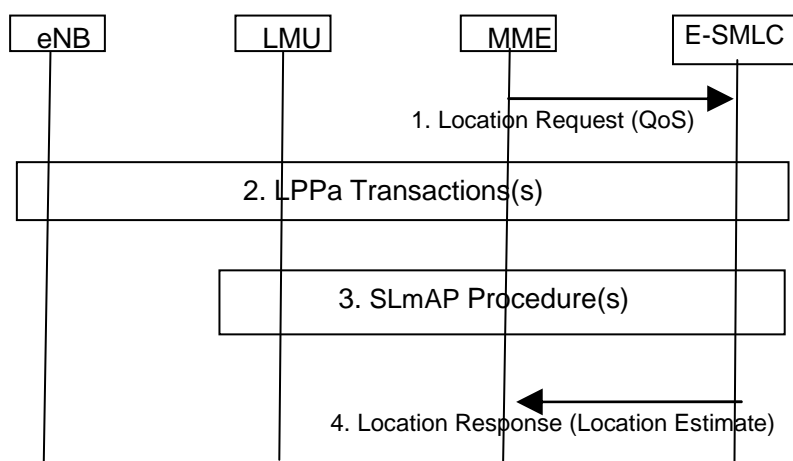 eNB
LMU
MME
E-SMLC
1. Location Request (QoS)
2. LPPa Transactions(s)
3. SLmAP Procedure(s)
4. Location Response (Location Estimate)